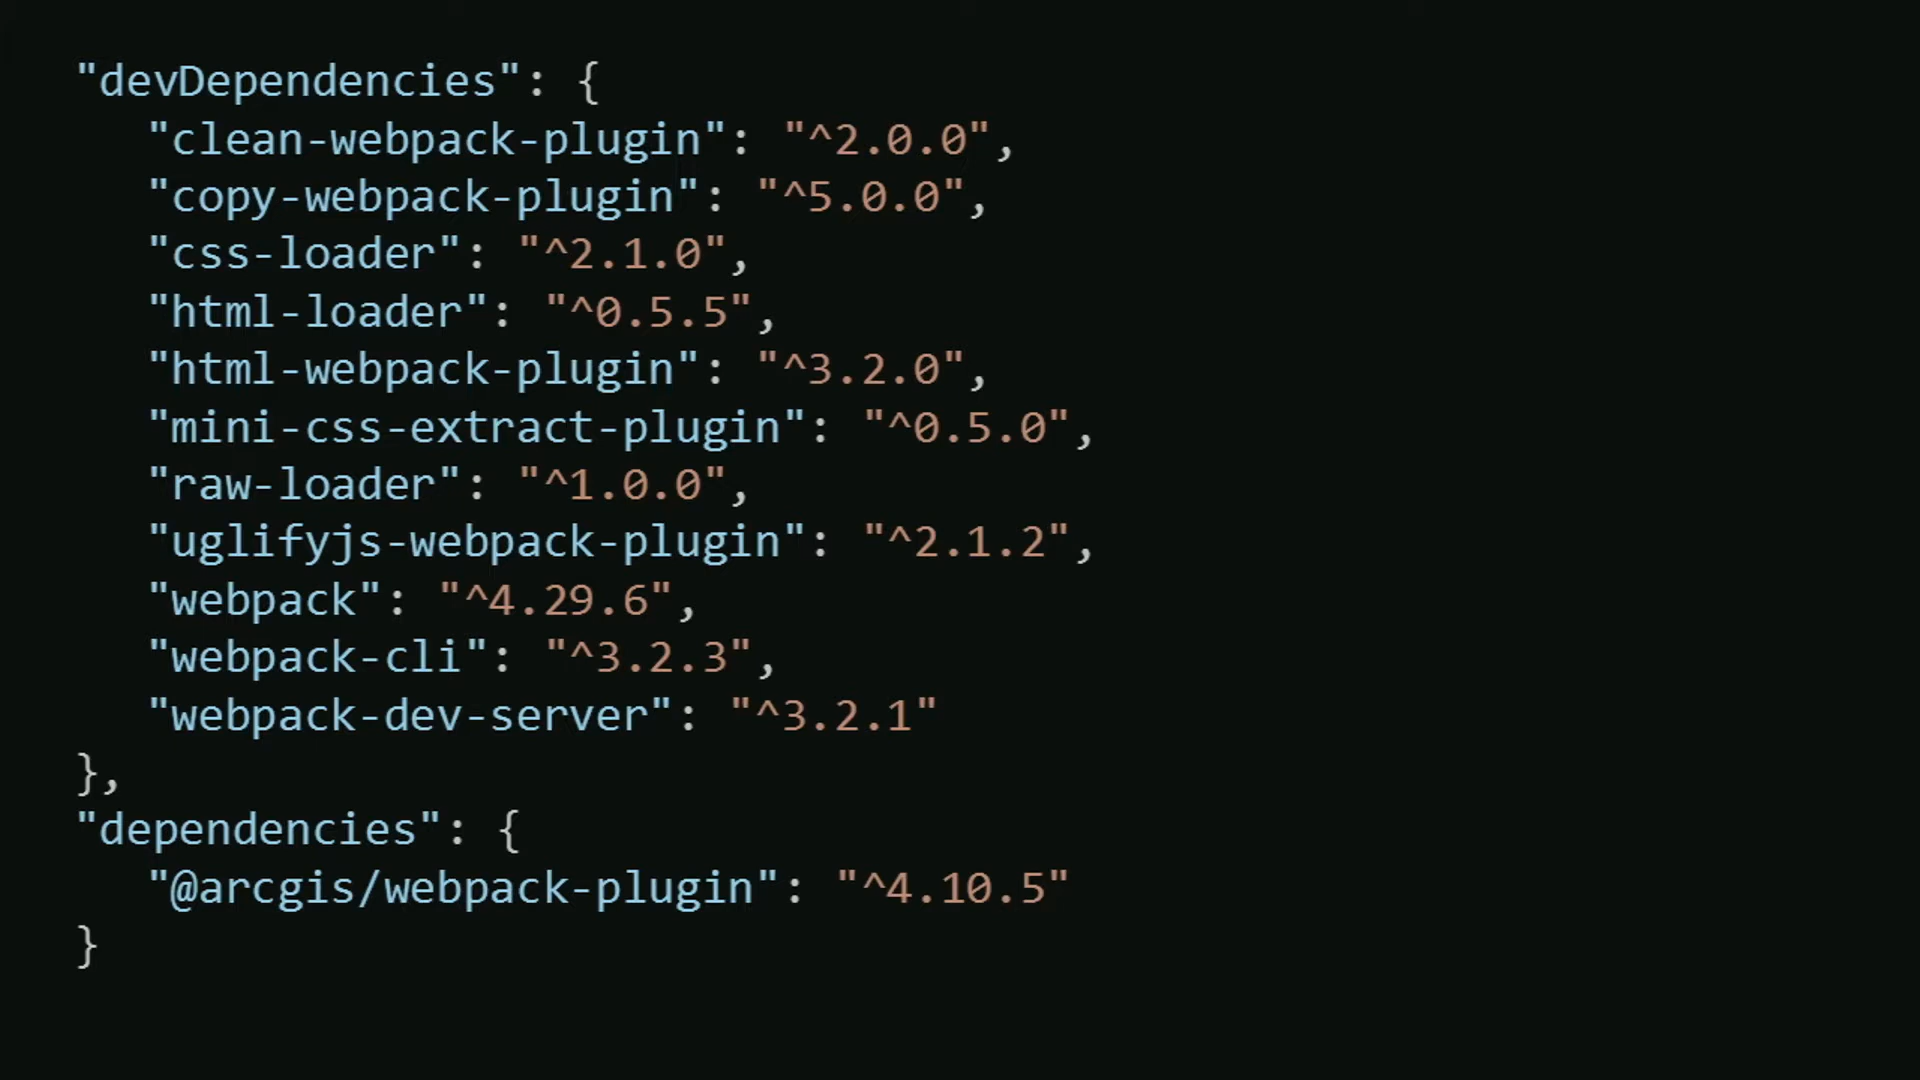 "devDependencies": {
"clean-webpack-plugin": "^2.0.0",
"copy-webpack-plugin": "^5.0.0",
"css-loader": "^2.1.0",
"html-loader": "^0.5.5",
"html-webpack-plugin": "^3.2.0",
"mini-css-extract-plugin": "^0.5.0",
"raw-loader": "^1.0.0",
"uglifyjs-webpack-plugin": "^2.1.2",
"webpack": "^4.29.6",
"webpack-cli": "^3.2.3",
"webpack-dev-server": "^3.2.1"
},
"dependencies": {
"@arcgis/webpack-plugin": "^4.10.5"
}